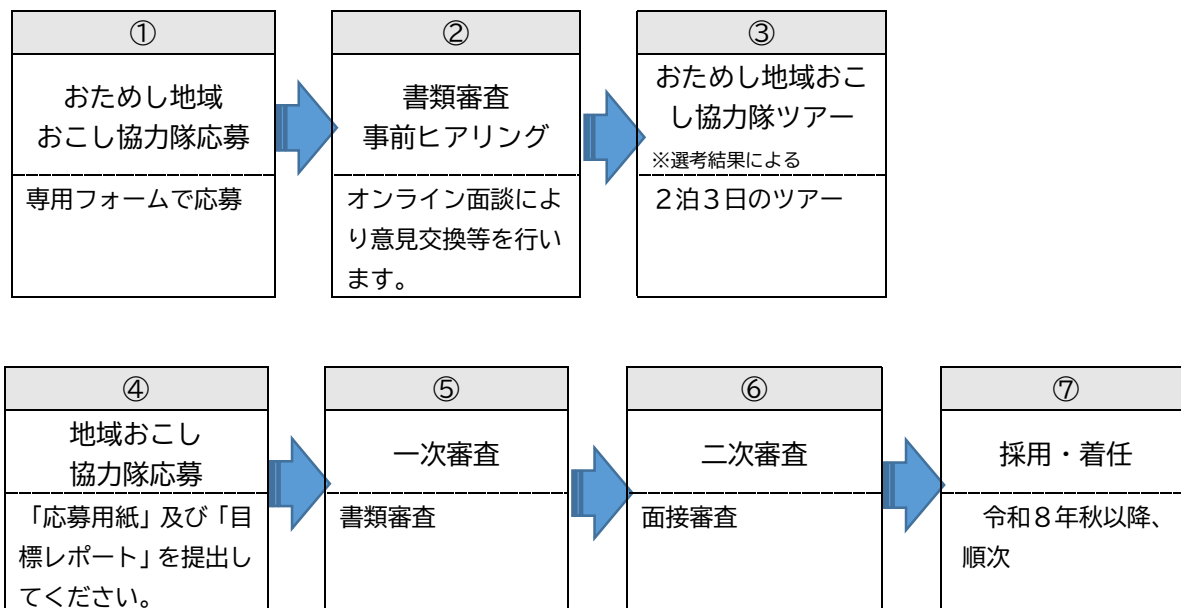 ①
おためし地域
おこし協力隊応募
専用フォームで応募
②
書類審査
事前ヒアリング
オンライン面談によ
り意見交換等を行い
ます。
③
おためし地域おこ
し協力隊ツアー
※選考結果による
２泊３日のツアー
④
地域おこし
協力隊応募
「応募用紙」及び「目
標レポート」を提出し
てください。
⑤
一次審査
書類審査
⑥
二次審査
面接審査
⑦
採用・着任
令和８年秋以降、
順次